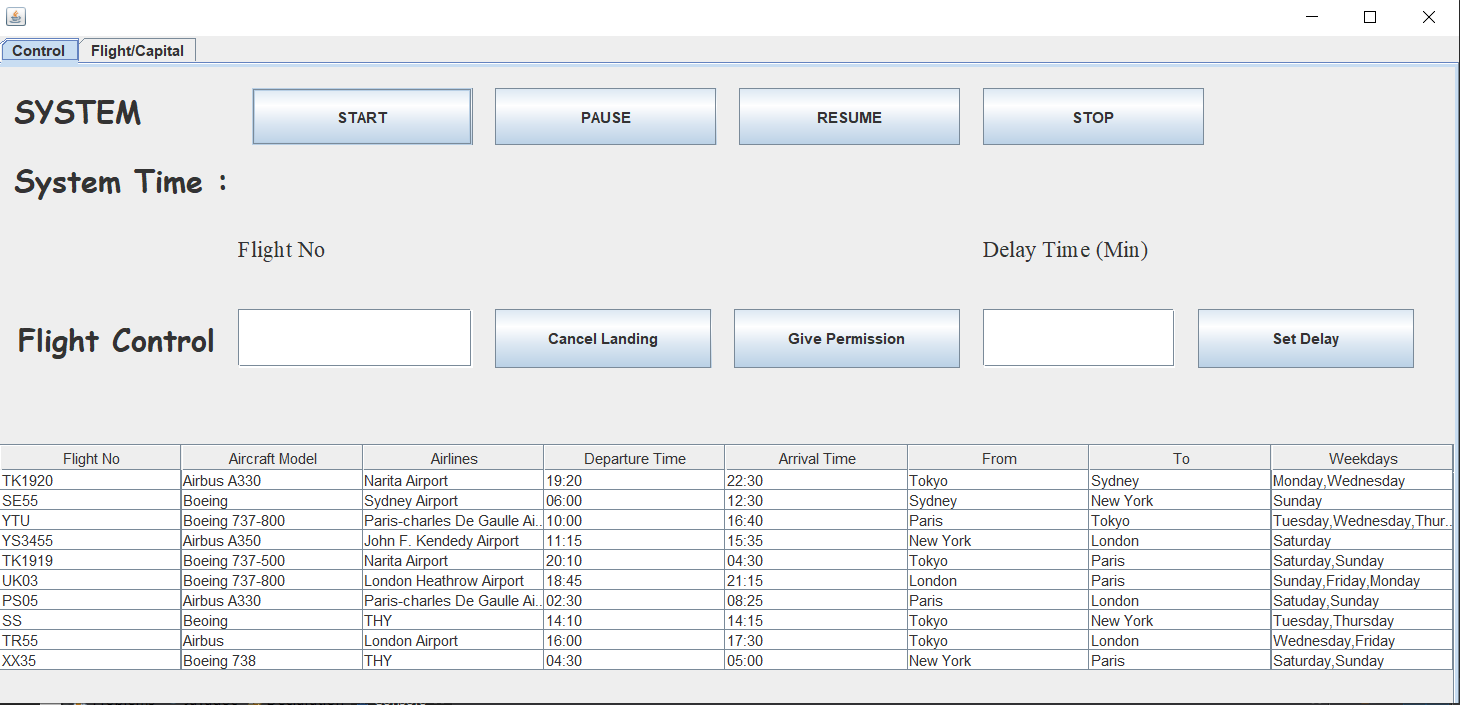 Control Flight/Capital
SYSTEM START PAUSE RESUME STOP
System Time :
Flight No Delay Time (Min)
Flight Control Cancel Landing Give Permission Set Delay
Flight No Aircraft Model Airlines Departure Time Arrival Time From To Weekdays
TK1920 Airbus A330 Narita Airport 19:20 22:30 Tokyo Sydney Monday,Wednesday
SE55 Boeing Sydney Airport 06:00 12:30 Sydney New York Sunday
YTU Boeing 737-800 Paris-charles De Gaulle Ai... 10:00 16:40 Paris Tokyo Tuesday,Wednesday,Thur...
YS3455 Airbus A350 John F. Kendedy Airport 11:15 15:35 New York London Saturday
TK1919 Boeing 737-500 Narita Airport 20:10 04:30 Tokyo Paris Saturday,Sunday
UK03 Boeing 737-800 London Heathrow Airport 18:45 21:15 London Paris Sunday,Friday,Monday
PS05 Airbus A330 Paris-charles De Gaulle Ai... 02:30 08:25 Paris London Satuday,Sunday
SS Beoing THY 14:10 14:15 Tokyo New York Tuesday,Thursday
TR55 Airbus London Airport 16:00 17:30 Tokyo London Wednesday,Friday
XX35 Boeing 738 THY 04:30 05:00 New York Paris Saturday,Sunday